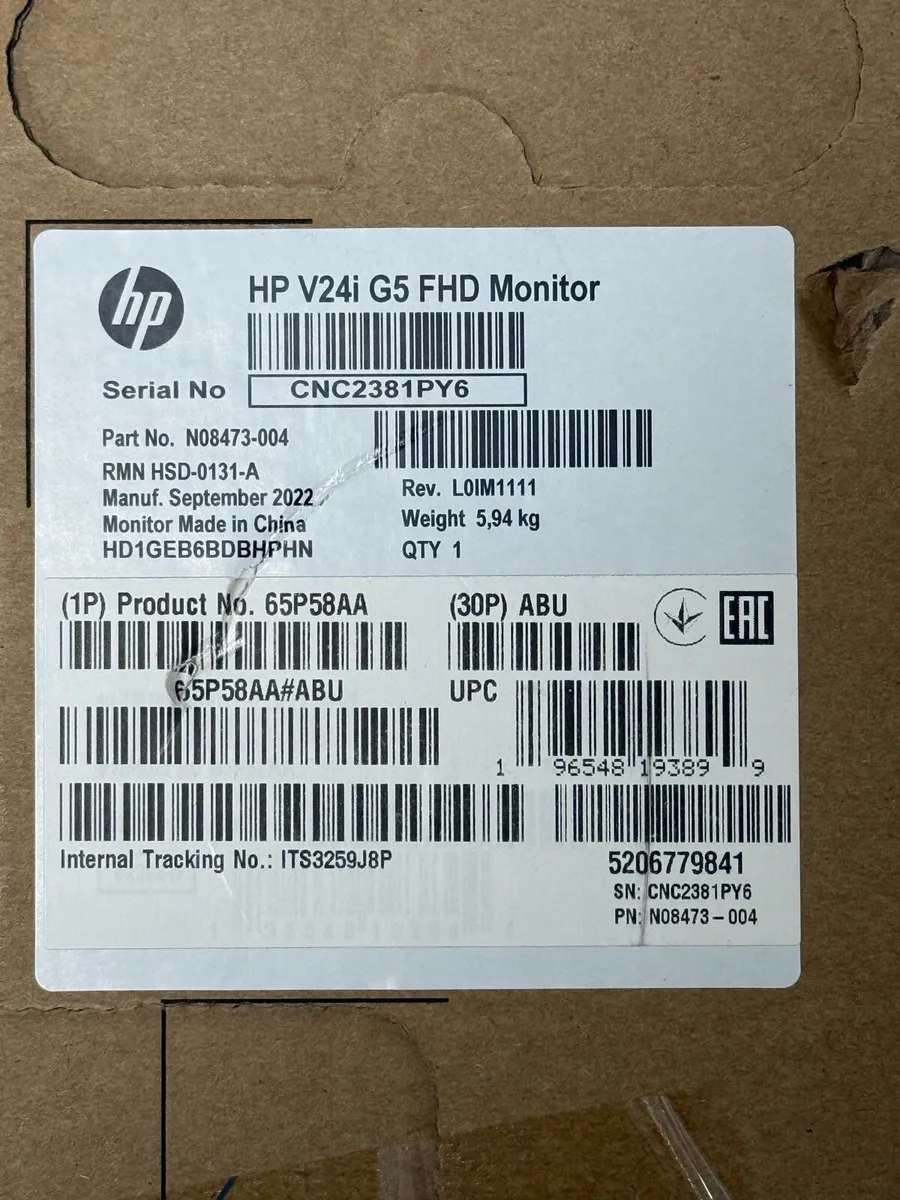 hp
HP V24i G5 FHD Monitor
Serial No CNC2381PY6
Part No. N08473-004
RMN HSD-0131-A
Manuf. September 2022
Monitor Made in China
HD1GEB6BDBHPHN
Rev. L0IM1111
Weight 5,94 kg
QTY 1
(1P) Product No. 65P58AA
(30P) ABU
EAC
65P58AA#ABU
UPC
1 96548 19389 9
Internal Tracking No.: ITS3259J8P
5206779841
SN: CNC2381PY6
PN: N08473-004